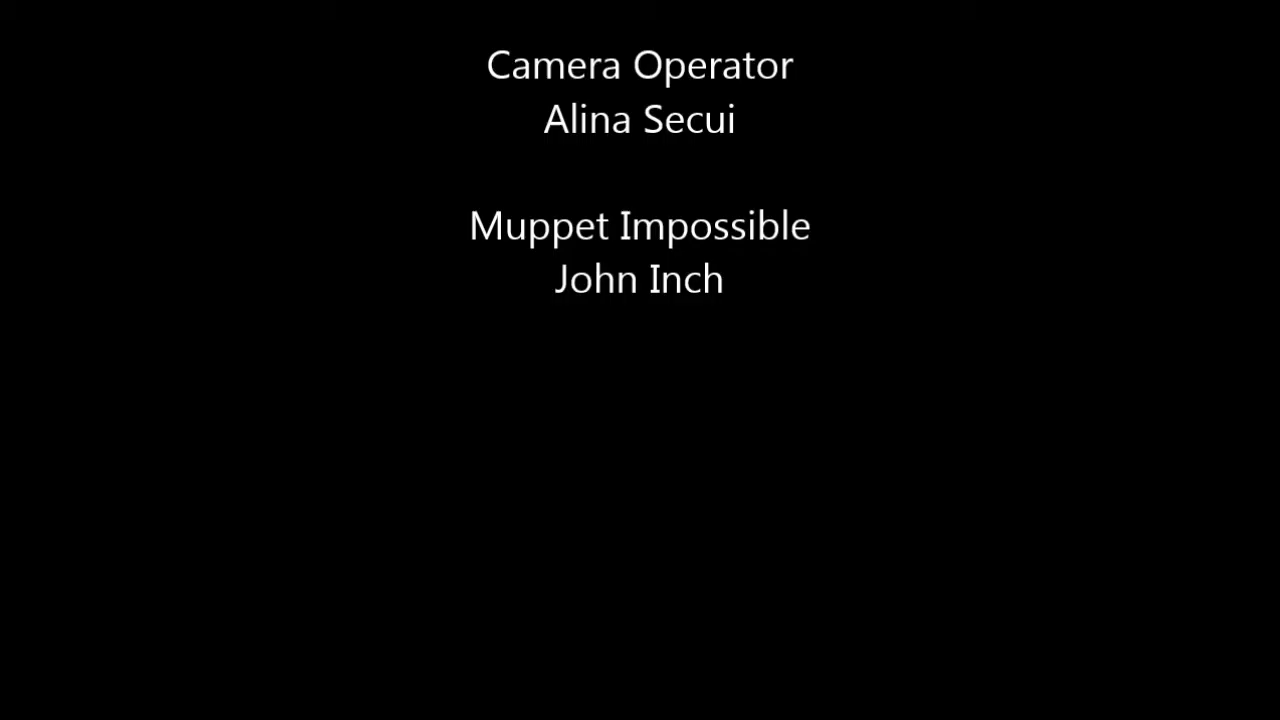 Camera Operator
Alina Secui
Muppet Impossible
John Inch